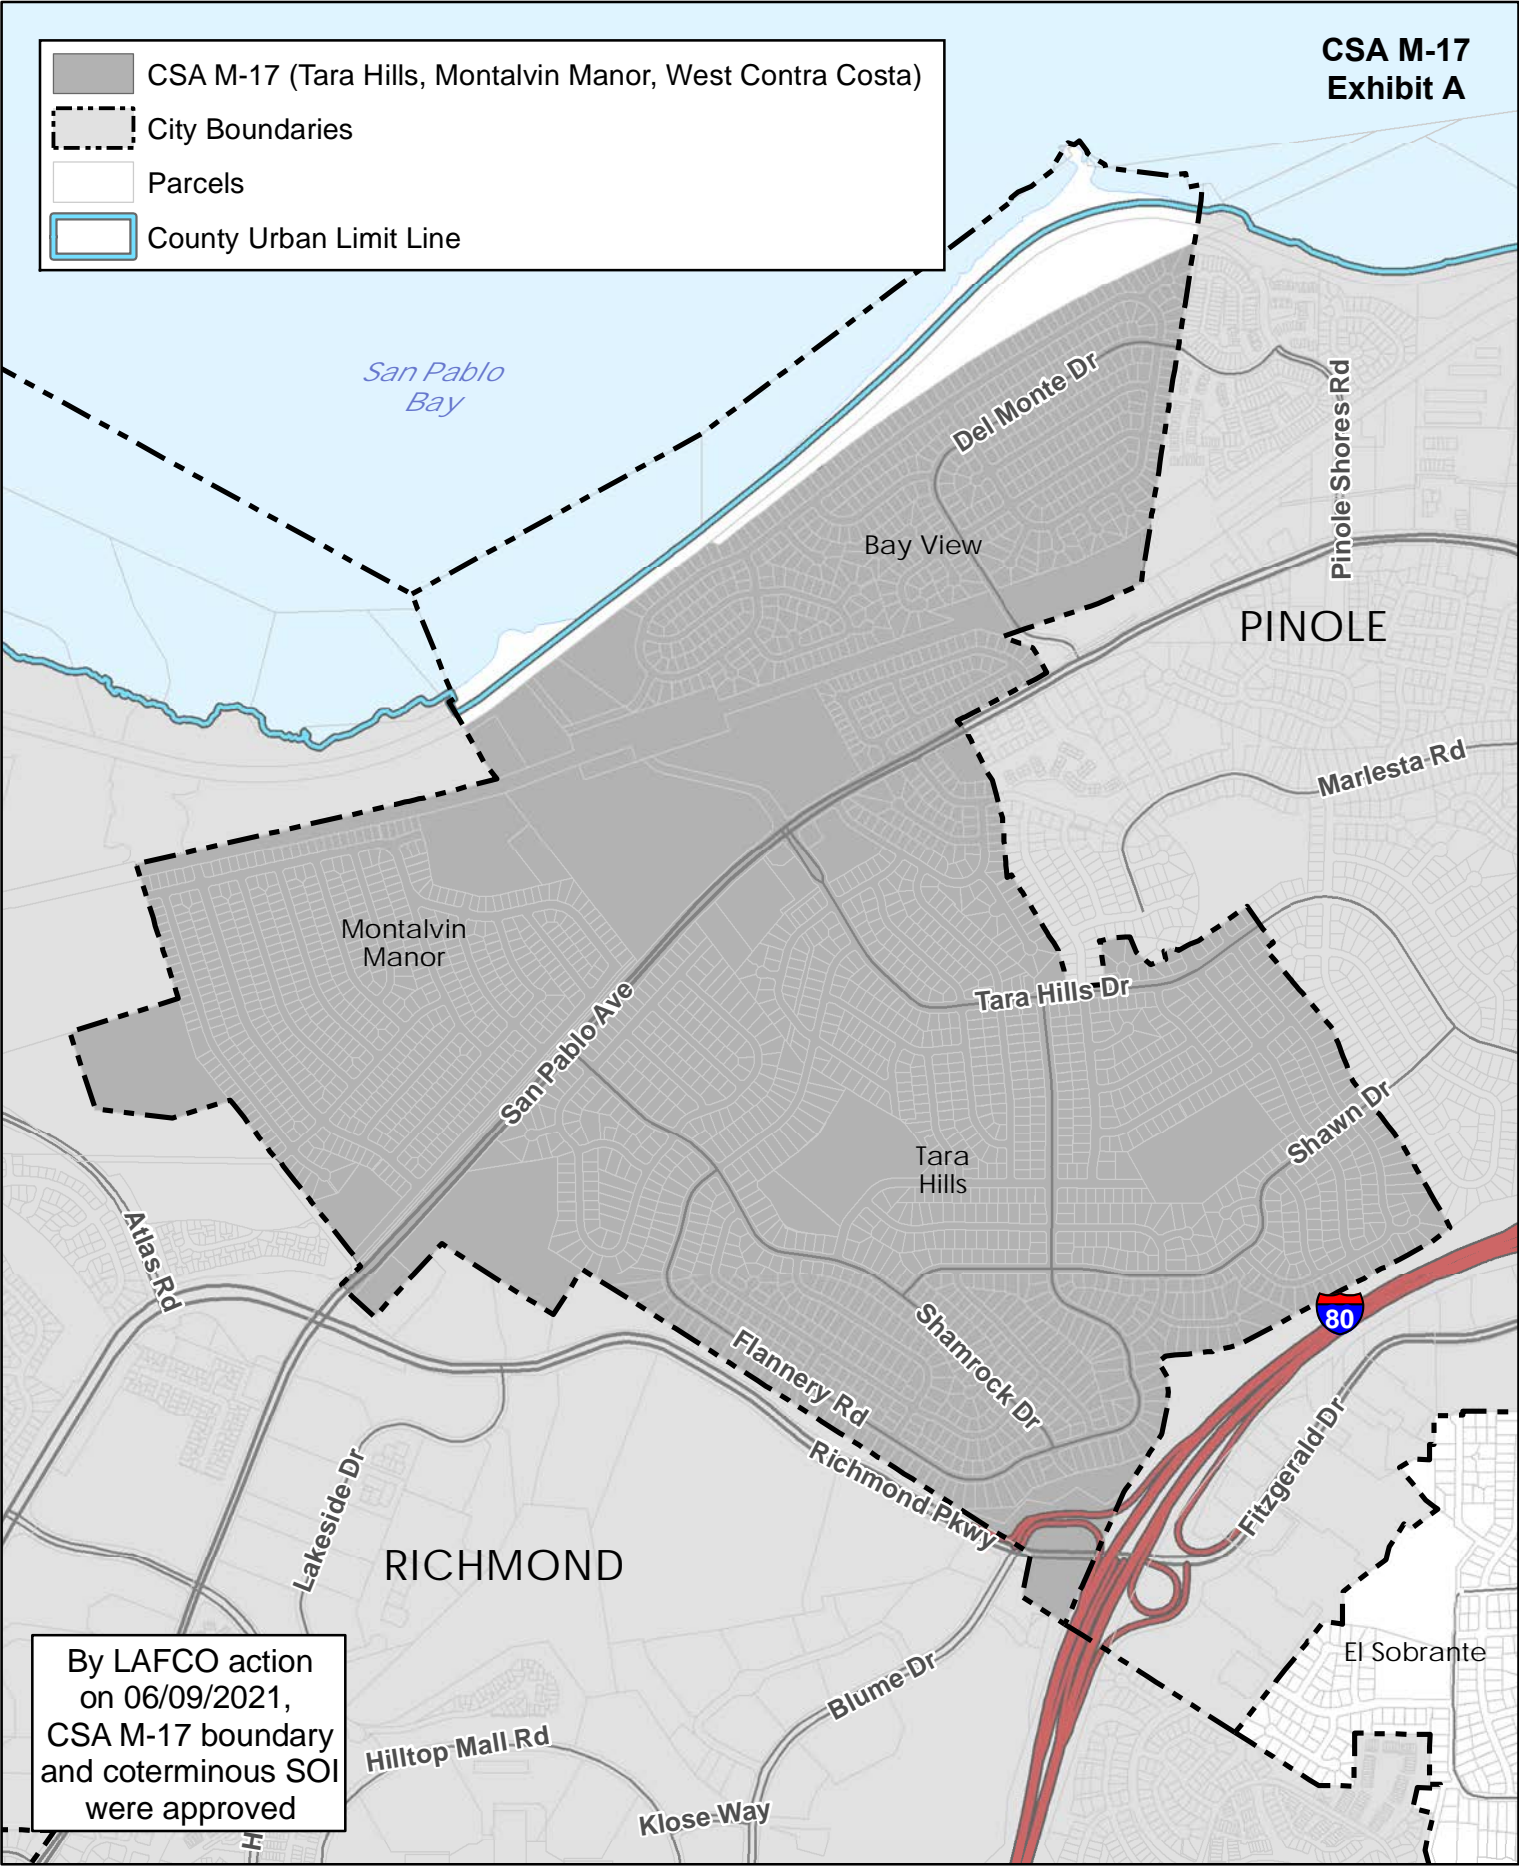 CSA M-17
Exhibit A
CSA M-17 (Tara Hills, Montalvin Manor, West Contra Costa)
City Boundaries
Parcels
County Urban Limit Line
San Pablo
Bay
Del Monte Dr
Pinole Shores Rd
Bay View
PINOLE
Marlesta Rd
Montalvin
Manor
San Pablo Ave
Tara Hills Dr
Tara
Hills
Shawn Dr
Atlas Rd
80
Shamrock Dr
Flannery Rd
Richmond Pkwy
Fitzgerald Dr
Lakeside Dr
RICHMOND
El Sobrante
Blume Dr
Hilltop Mall Rd
Klose Way
H
By LAFCO action
on 06/09/2021,
CSA M-17 boundary
and coterminous SOI
were approved